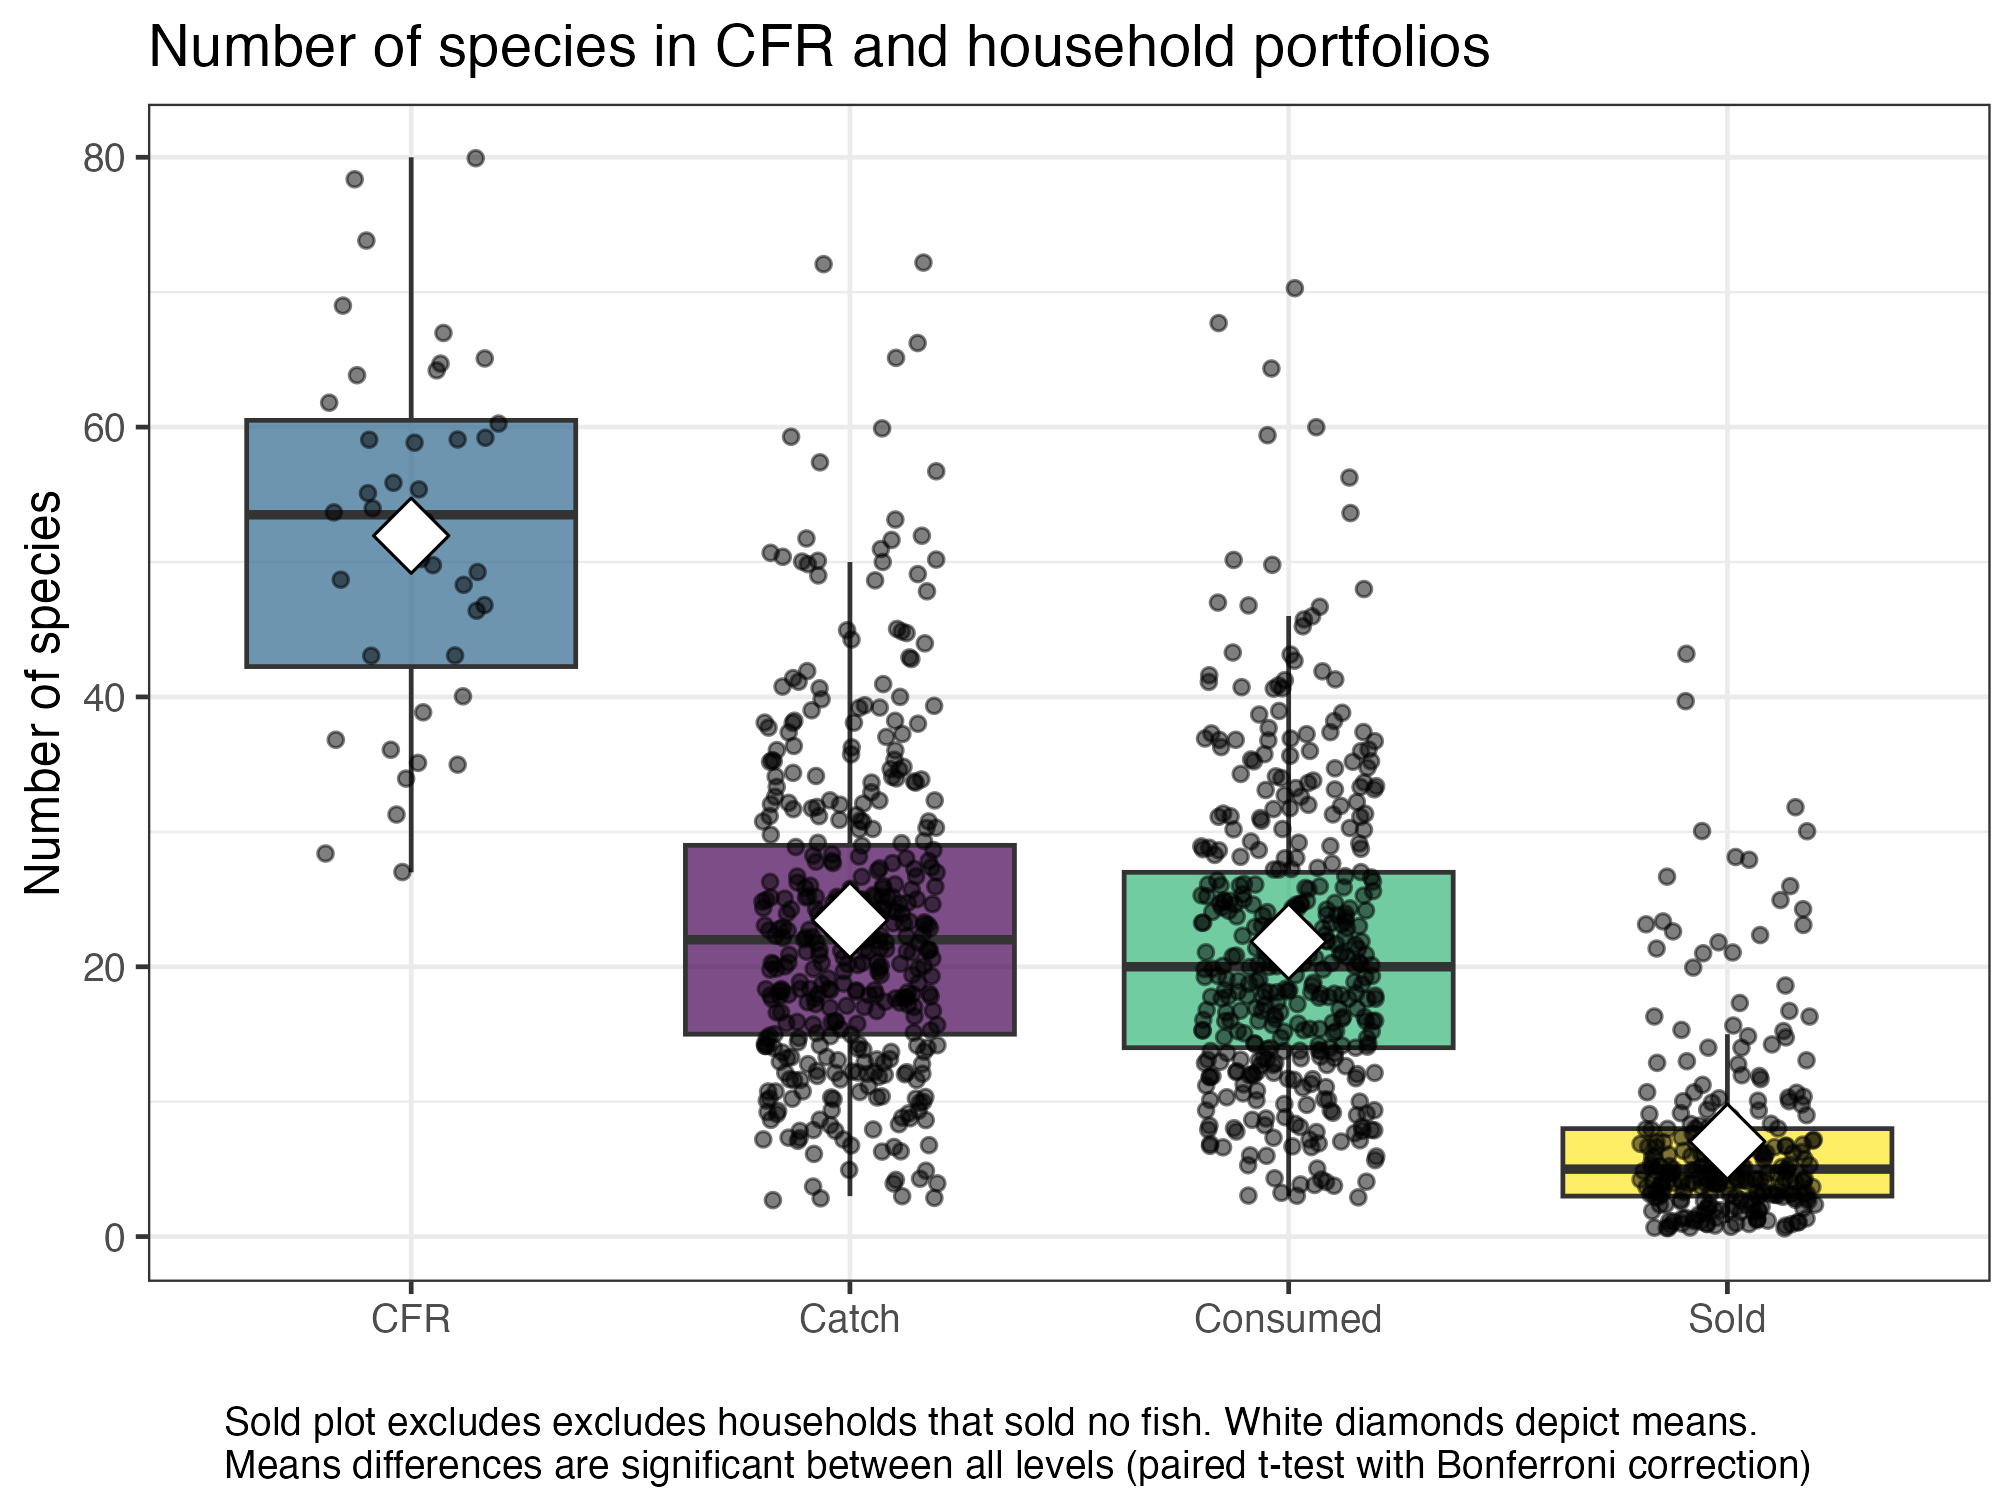 Number of species in CFR and household portfolios
Number of species
80
60
40
20
0
CFR
Catch
Consumed
Sold
Sold plot excludes excludes households that sold no fish. White diamonds depict means.
Means differences are significant between all levels (paired t-test with Bonferroni correction)